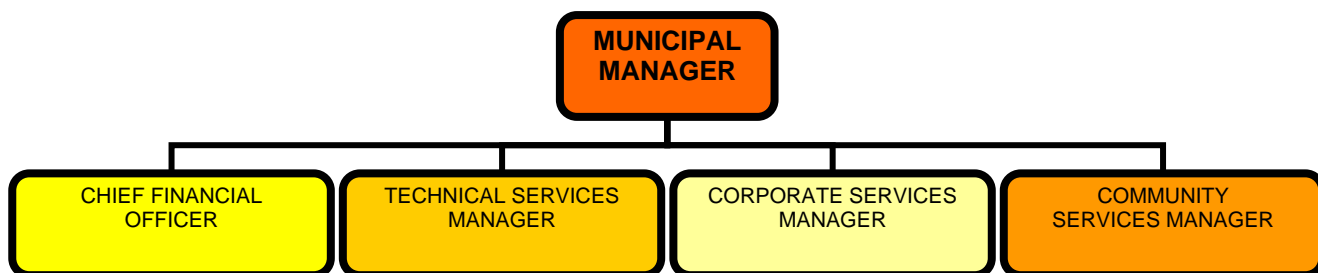 MUNICIPAL
MANAGER
CHIEF FINANCIAL
OFFICER
TECHNICAL SERVICES
MANAGER
CORPORATE SERVICES
MANAGER
COMMUNITY
SERVICES MANAGER